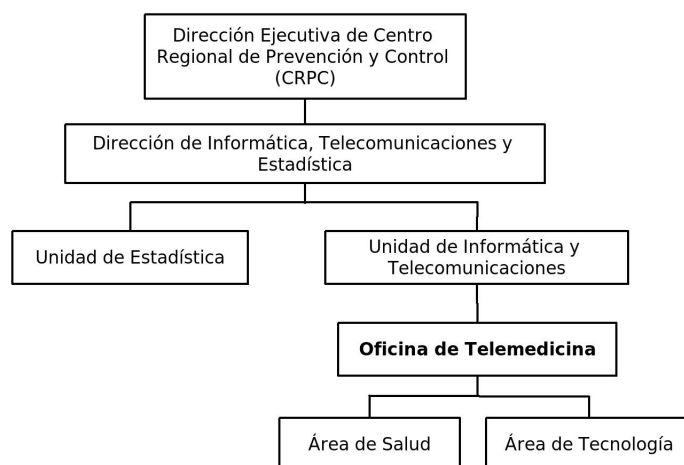 Dirección Ejecutiva de Centro
Regional de Prevención y Control
(CRPC)
Dirección de Informática, Telecomunicaciones y
Estadística
Unidad de Estadística
Unidad de Informática y
Telecomunicaciones
Oficina de Telemedicina
Área de Salud
Área de Tecnología